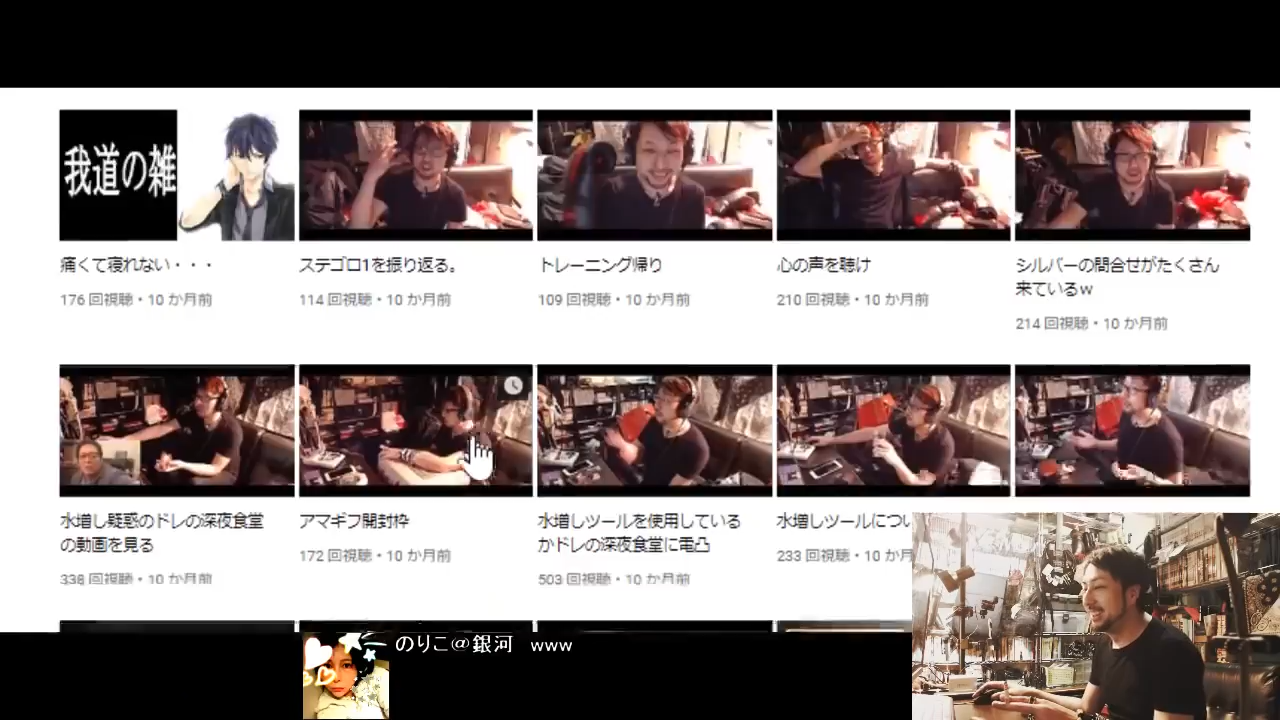 我道の雑
痛くて寝れない・・・
176 回視聴・10 か月前
ステゴロ1を振り返る。
114 回視聴・10 か月前
トレーニング帰り
109 回視聴・10 か月前
心の声を聴け
210 回視聴・10 か月前
シルバーの問合せがたくさん
来ているw
214 回視聴・10 か月前
水増し疑惑のドレの深夜食堂
の動画を見る
338 回視聴・10 か月前
アマギフ開封枠
172 回視聴・10 か月前
水増しツールを使用している
かドレの深夜食堂に電凸
503 回視聴・10 か月前
水増しツールについ
233 回視聴・10 か月
のりこ@銀河 www